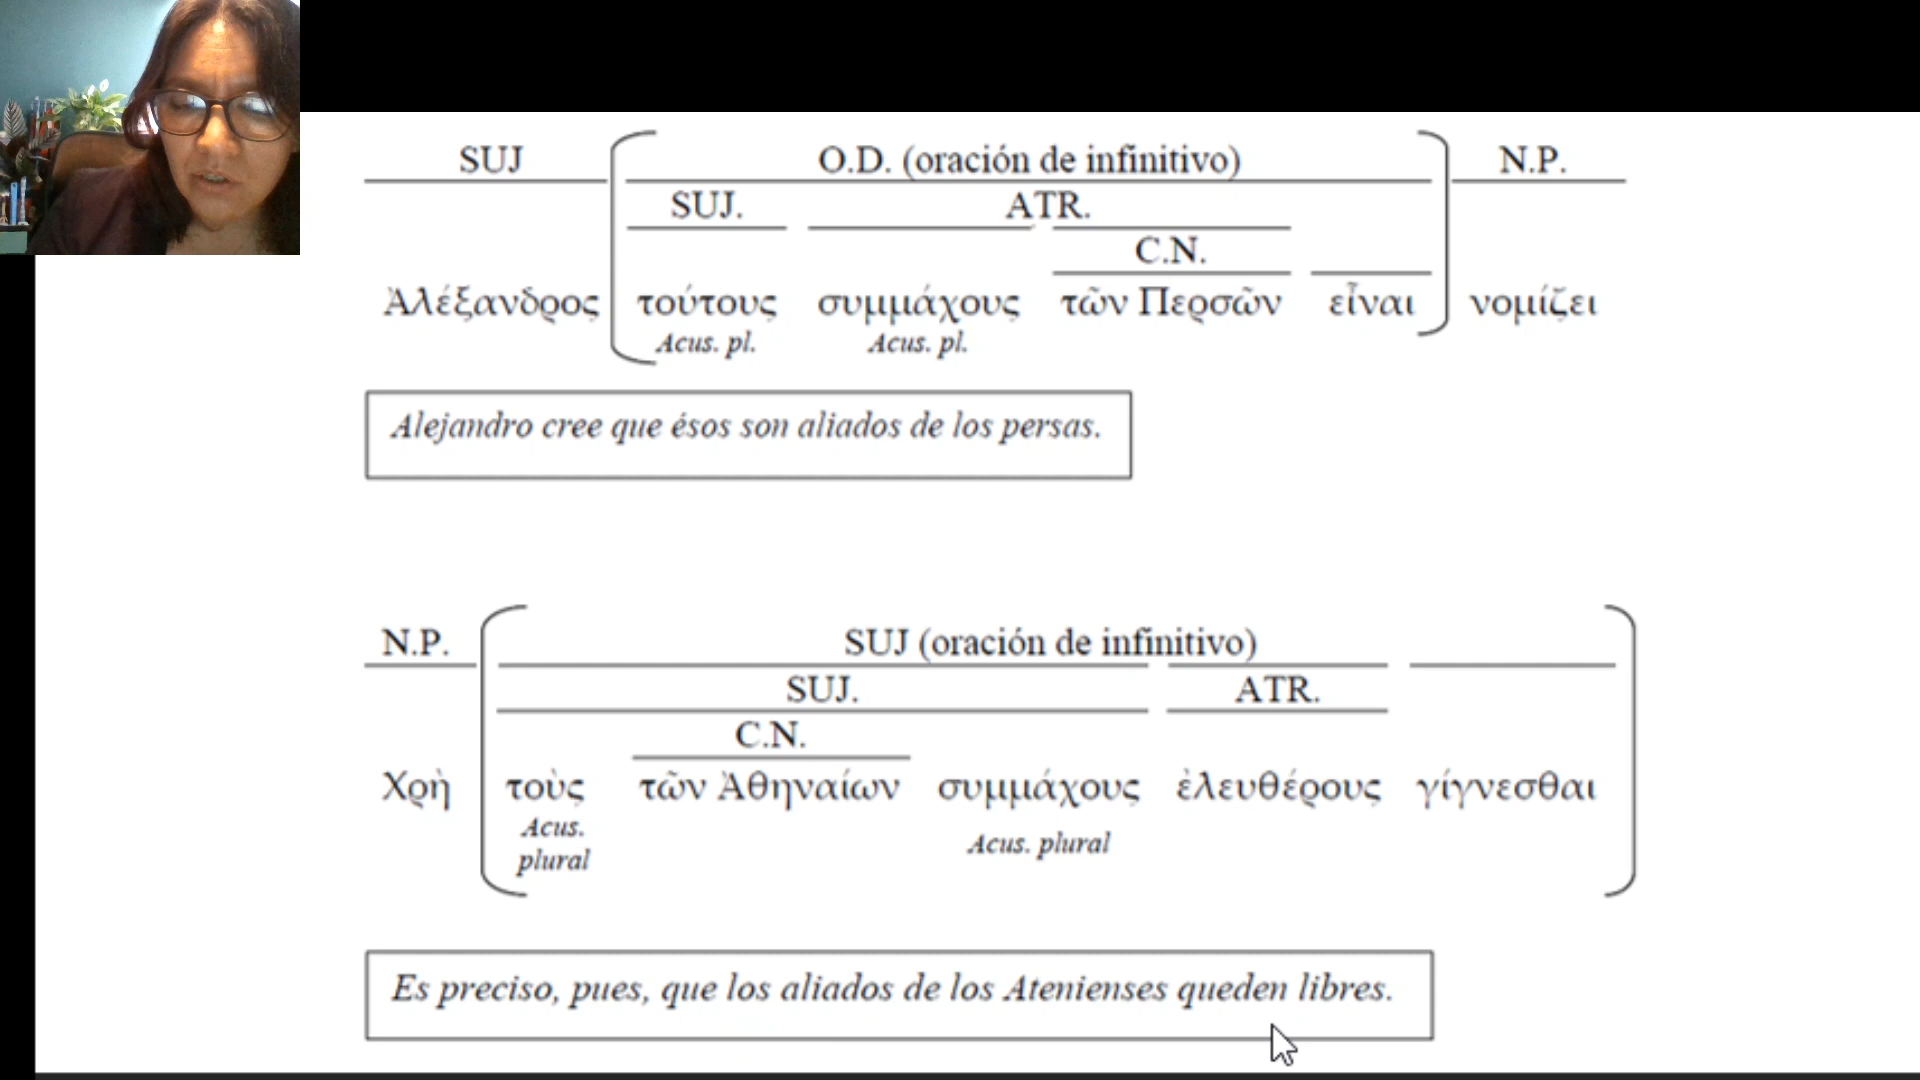 SUJ O.D. (oración de infinitivo) N.P.
SUJ. ATR.
C.N.
Ἀλέξανδρος τούτους συμμάχους τῶν Περσῶν εἶναι νομίζει
Acus. pl. Acus. pl.
Alejandro cree que ésos son aliados de los persas.
N.P. SUJ (oración de infinitivo)
SUJ. ATR.
C.N.
Χρὴ τοὺς τῶν Ἀθηναίων συμμάχους ἐλευθέρους γίγνεσθαι
Acus. plural Acus. plural
Es preciso, pues, que los aliados de los Atenienses queden libres.